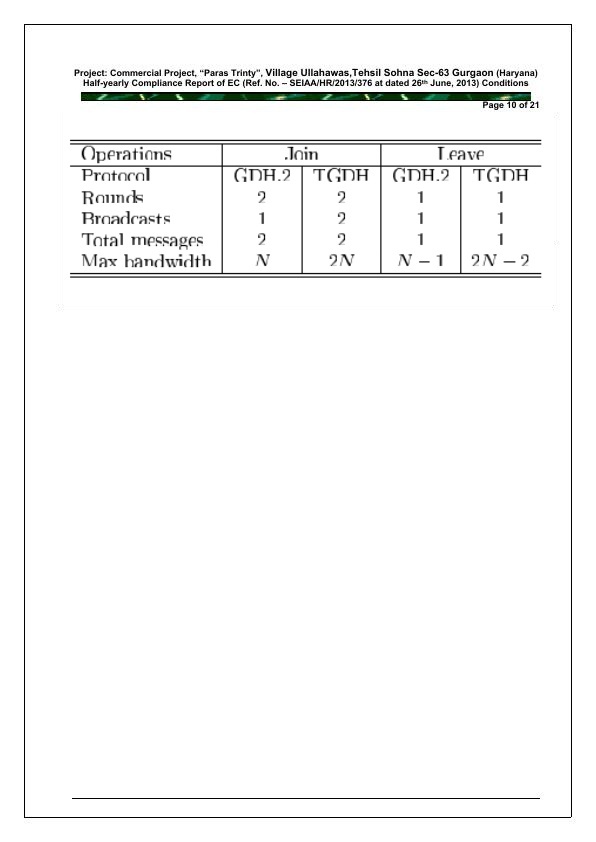 Project: Commercial Project, “Paras Trinty”, Village Ullahawas,Tehsil Sohna Sec-63 Gurgaon (Haryana)
Half-yearly Compliance Report of EC (Ref. No. – SEIAA/HR/2013/376 at dated 26th June, 2013) Conditions
Page 10 of 21
Operations Join Leave
Protocol GDH.2 TGDH GDH.2 TGDH
Rounds 2 2 1 1
Broadcasts 1 2 1 1
Total messages 2 2 1 1
Max bandwidth N 2N N − 1 2N − 2